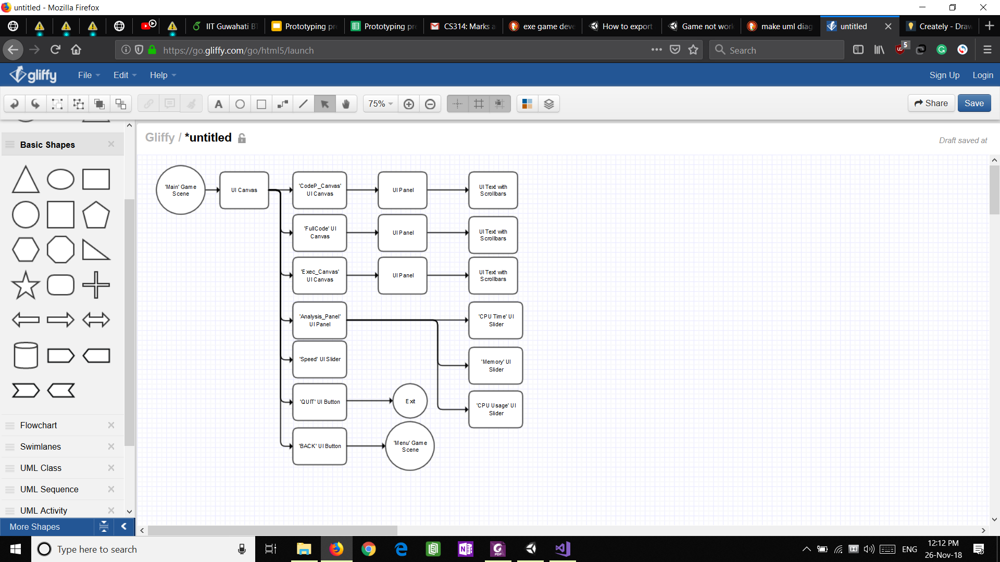 untitled - Mozilla Firefox
IIT Guwahati BT
Prototyping pr
Prototyping pre
CS314: Marks a
exe game deve
How to export
Game not work
make uml diag
untitled
Creately - Draw
https://go.gliffy.com/go/html5/launch
Search
5
gliffy
File
Edit
Help
Sign Up
Login
A
75%
Share
Save
Basic Shapes
Flowchart
Swimlanes
UML Class
UML Sequence
UML Activity
More Shapes
Gliffy / *untitled
Draft saved at
'Main' Game
Scene
UI Canvas
'CodeP_Canvas'
UI Canvas
UI Panel
UI Text with
Scrollbars
'FullCode' UI
Canvas
UI Panel
UI Text with
Scrollbars
'Exec_Canvas'
UI Canvas
UI Panel
UI Text with
Scrollbars
'Analysis_Panel'
UI Panel
'CPU Time' UI
Slider
'Speed' UI Slider
'Memory' UI
Slider
'QUIT' UI Button
Exit
'CPU Usage' UI
Slider
'BACK' UI Button
'Menu' Game
Scene
Type here to search
ENG
12:12 PM
26-Nov-18